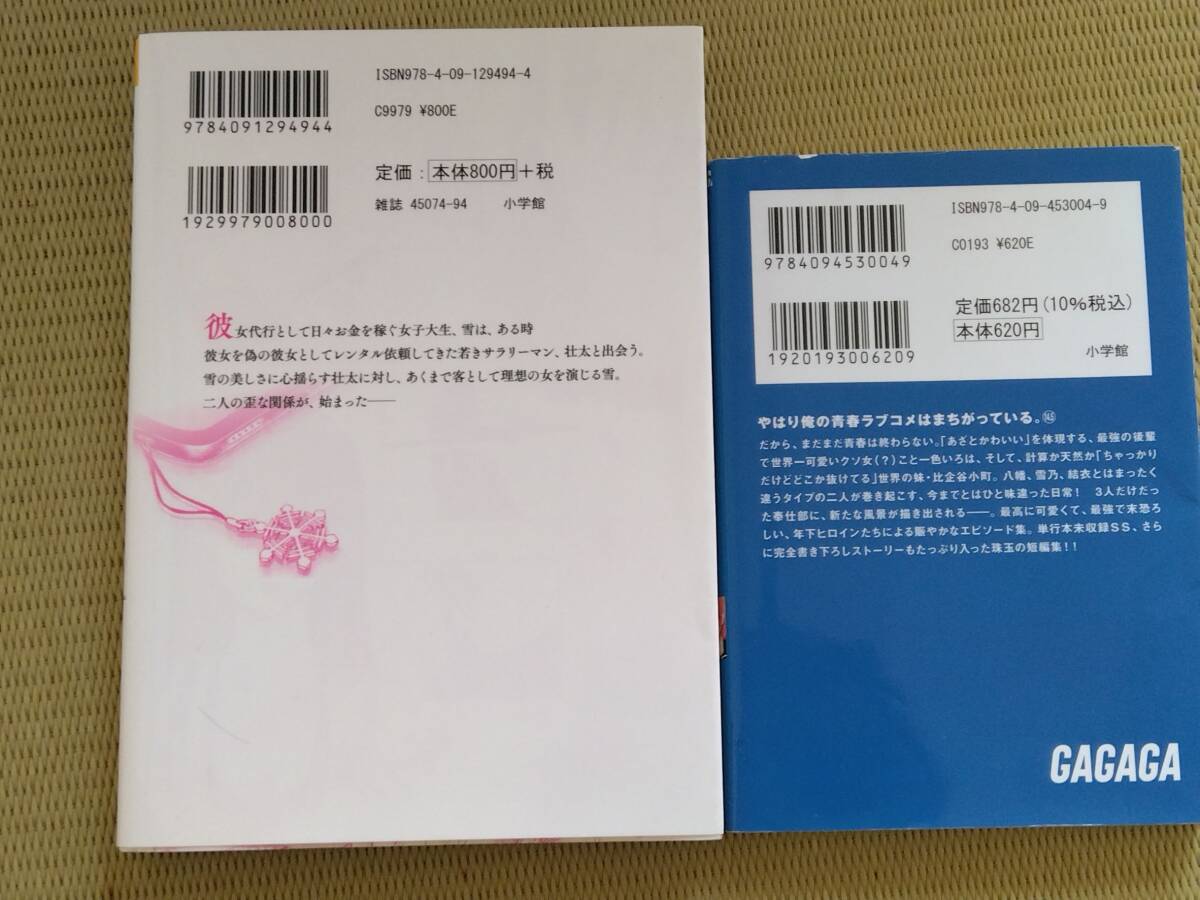 ISBN978-4-09-129494-4
C9979 ¥800E
9784091294944
定価：本体800円＋税
雑誌 45074-94 小学館
1929979008000
彼女代行として日々お金を稼ぐ女子大生、雪は、ある時
彼女を偽の彼女としてレンタル依頼してきた若きサラリーマン、壮太と出会う。
雪の美しさに心揺らす壮太に対し、あくまで客として理想の女を演じる雪。
二人の歪な関係が、始まった――
ISBN978-4-09-453004-9
C0193 ¥620E
9784094530049
定価682円(10%税込)
本体620円
1920193006209
小学館
やはり俺の青春ラブコメはまちがっている。⑭.5
だから、まだまだ青春は終わらない。「あざとかわいい」を体現する、最強の後輩
で世界一可愛いクソ女(？)こと一色いろは、そして、計算か天然か「ちゃっかり
だけどどこか抜けてる」世界の妹・比企谷小町。八幡、雪乃、結衣とはまったく
違うタイプの二人が巻き起こす、今までとはひと味違った日常！ 3人だけだっ
た奉仕部に、新たな風景が描き出される――。最高に可愛くて、最強で末恐ろ
しい、年下ヒロインたちによる賑やかなエピソード集。単行本未収録SS、さら
に完全書き下ろしストーリーもたっぷり入った珠玉の短編集！！
GAGAGA